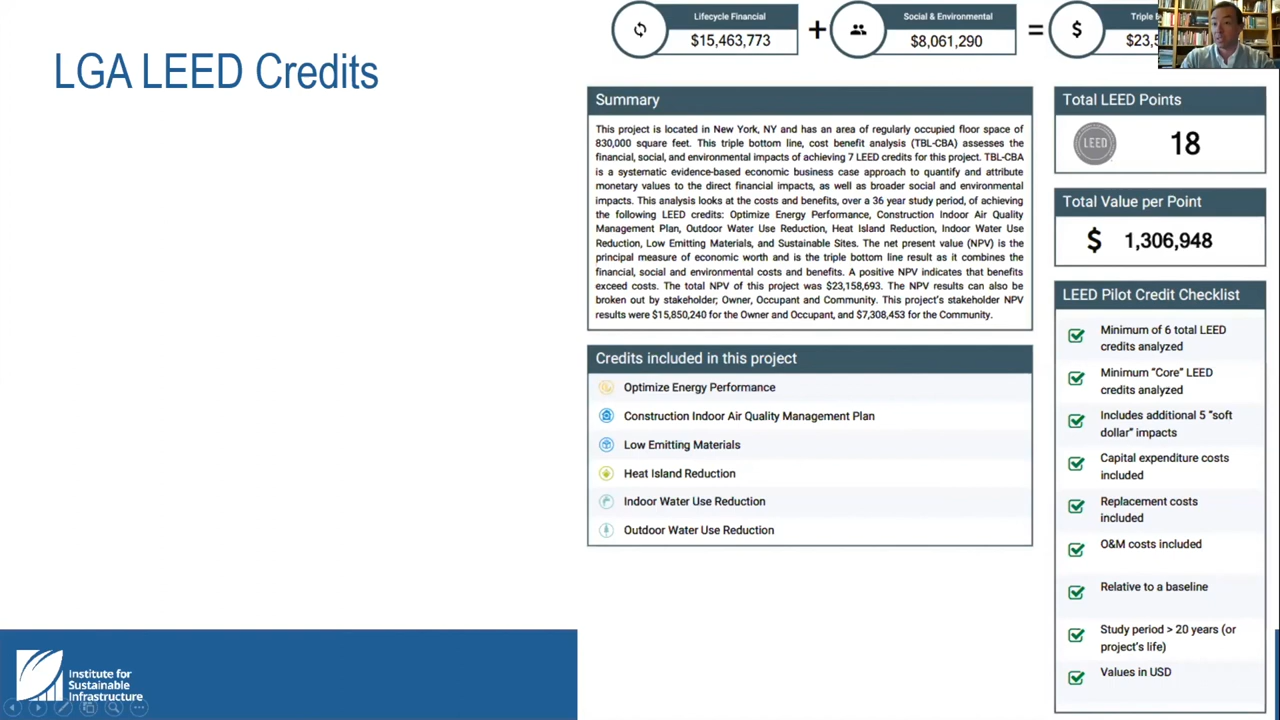 LGA LEED Credits
Lifecycle Financial
$15,463,773
+
Social & Environmental
$8,061,290
=
$
Triple
$23,5
Summary
This project is located in New York, NY and has an area of regularly occupied floor space of
830,000 square feet. This triple bottom line, cost benefit analysis (TBL-CBA) assesses the
financial, social, and environmental impacts of achieving 7 LEED credits for this project. TBL-CBA
is a systematic evidence-based economic business case approach to quantify and attribute
monetary values to the direct financial impacts, as well as broader social and environmental
impacts. This analysis looks at the costs and benefits, over a 36 year study period, of achieving
the following LEED credits: Optimize Energy Performance, Construction Indoor Air Quality
Management Plan, Outdoor Water Use Reduction, Heat Island Reduction, Indoor Water Use
Reduction, Low Emitting Materials, and Sustainable Sites. The net present value (NPV) is the
principal measure of economic worth and is the triple bottom line result as it combines the
financial, social and environmental costs and benefits. A positive NPV indicates that benefits
exceed costs. The total NPV of this project was $23,158,693. The NPV results can also be
broken out by stakeholder; Owner, Occupant and Community. This project's stakeholder NPV
results were $15,850,240 for the Owner and Occupant, and $7,308,453 for the Community.
Credits included in this project
Optimize Energy Performance
Construction Indoor Air Quality Management Plan
Low Emitting Materials
Heat Island Reduction
Indoor Water Use Reduction
Outdoor Water Use Reduction
Total LEED Points
LEED
18
Total Value per Point
$ 1,306,948
LEED Pilot Credit Checklist
Minimum of 6 total LEED
credits analyzed
Minimum “Core” LEED
credits analyzed
Includes additional 5 “soft
dollar” impacts
Capital expenditure costs
included
Replacement costs
included
O&M costs included
Relative to a baseline
Study period > 20 years (or
project's life)
Values in USD
Institute for
Sustainable
Infrastructure